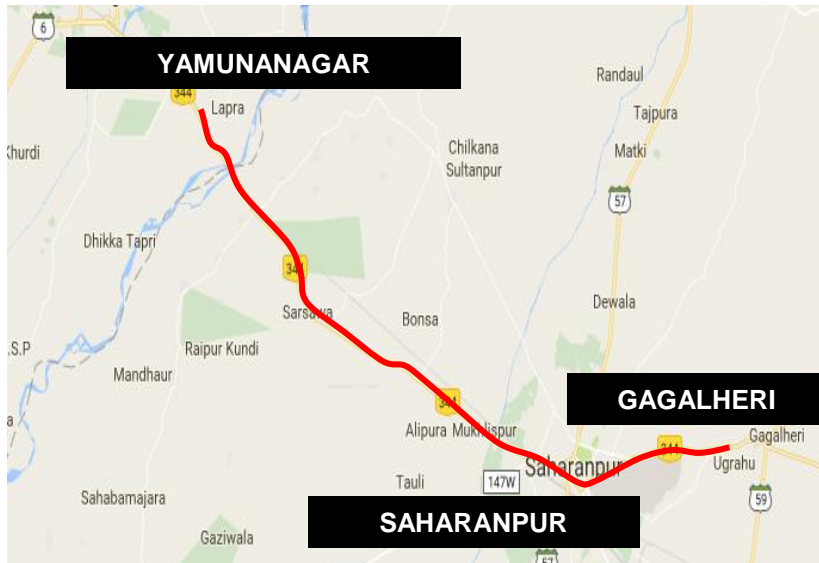 6
YAMUNANAGAR
344
Lapra
Randaul
Tajpura
Khurdi
Chilkana
Sultanpur
Matki
57
Dhikka Tapri
344
Sarsawa
Bonsa
Dewala
.S.P
Raipur Kundi
Mandhaur
a
GAGALHERI
344
Alipura Mukhlispur
344
Gagalheri
Saharanpur
Ugrahu
Tauli
147W
Sahabamajara
59
SAHARANPUR
Gaziwala
57